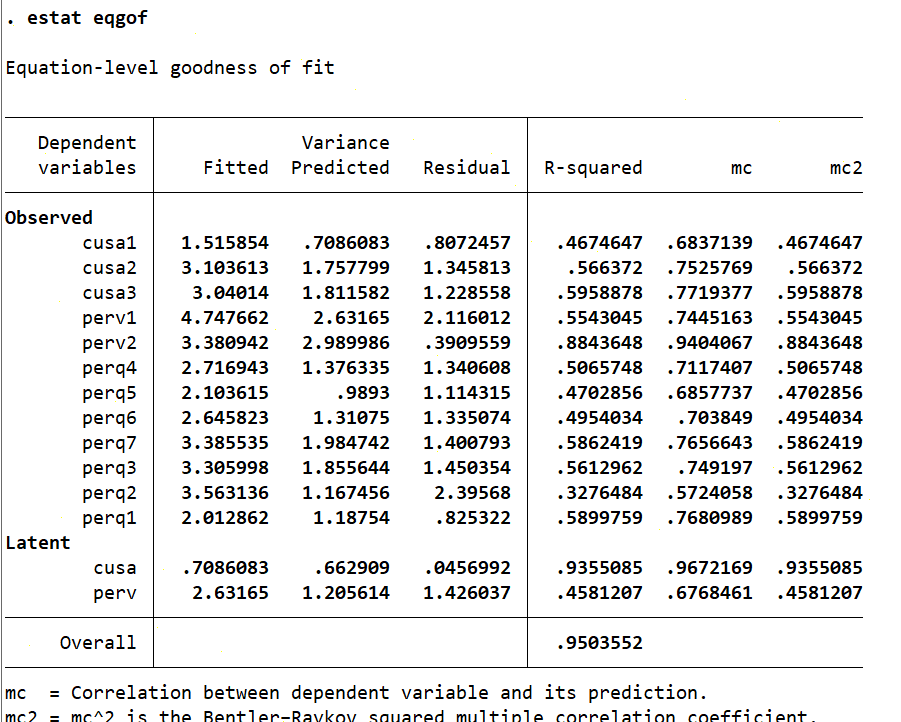 . estat eqgof
Equation-level goodness of fit
Dependent Variance
variables Fitted Predicted Residual R-squared mc mc2
Observed
cusa1 1.515854 .7086083 .8072457 .4674647 .6837139 .4674647
cusa2 3.103613 1.757799 1.345813 .566372 .7525769 .566372
cusa3 3.04014 1.811582 1.228558 .5958878 .7719377 .5958878
perv1 4.747662 2.63165 2.116012 .5543045 .7445163 .5543045
perv2 3.380942 2.989986 .3909559 .8843648 .9404067 .8843648
perq4 2.716943 1.376335 1.340608 .5065748 .7117407 .5065748
perq5 2.103615 .9893 1.114315 .4702856 .6857737 .4702856
perq6 2.645823 1.31075 1.335074 .4954034 .703849 .4954034
perq7 3.385535 1.984742 1.400793 .5862419 .7656643 .5862419
perq3 3.305998 1.855644 1.450354 .5612962 .749197 .5612962
perq2 3.563136 1.167456 2.39568 .3276484 .5724058 .3276484
perq1 2.012862 1.18754 .825322 .5899759 .7680989 .5899759
Latent
cusa .7086083 .662909 .0456992 .9355085 .9672169 .9355085
perv 2.63165 1.205614 1.426037 .4581207 .6768461 .4581207
Overall .9503552
mc = Correlation between dependent variable and its prediction.
mc2 = mc^2 is the Bentler-Raykov squared multiple correlation coefficient.